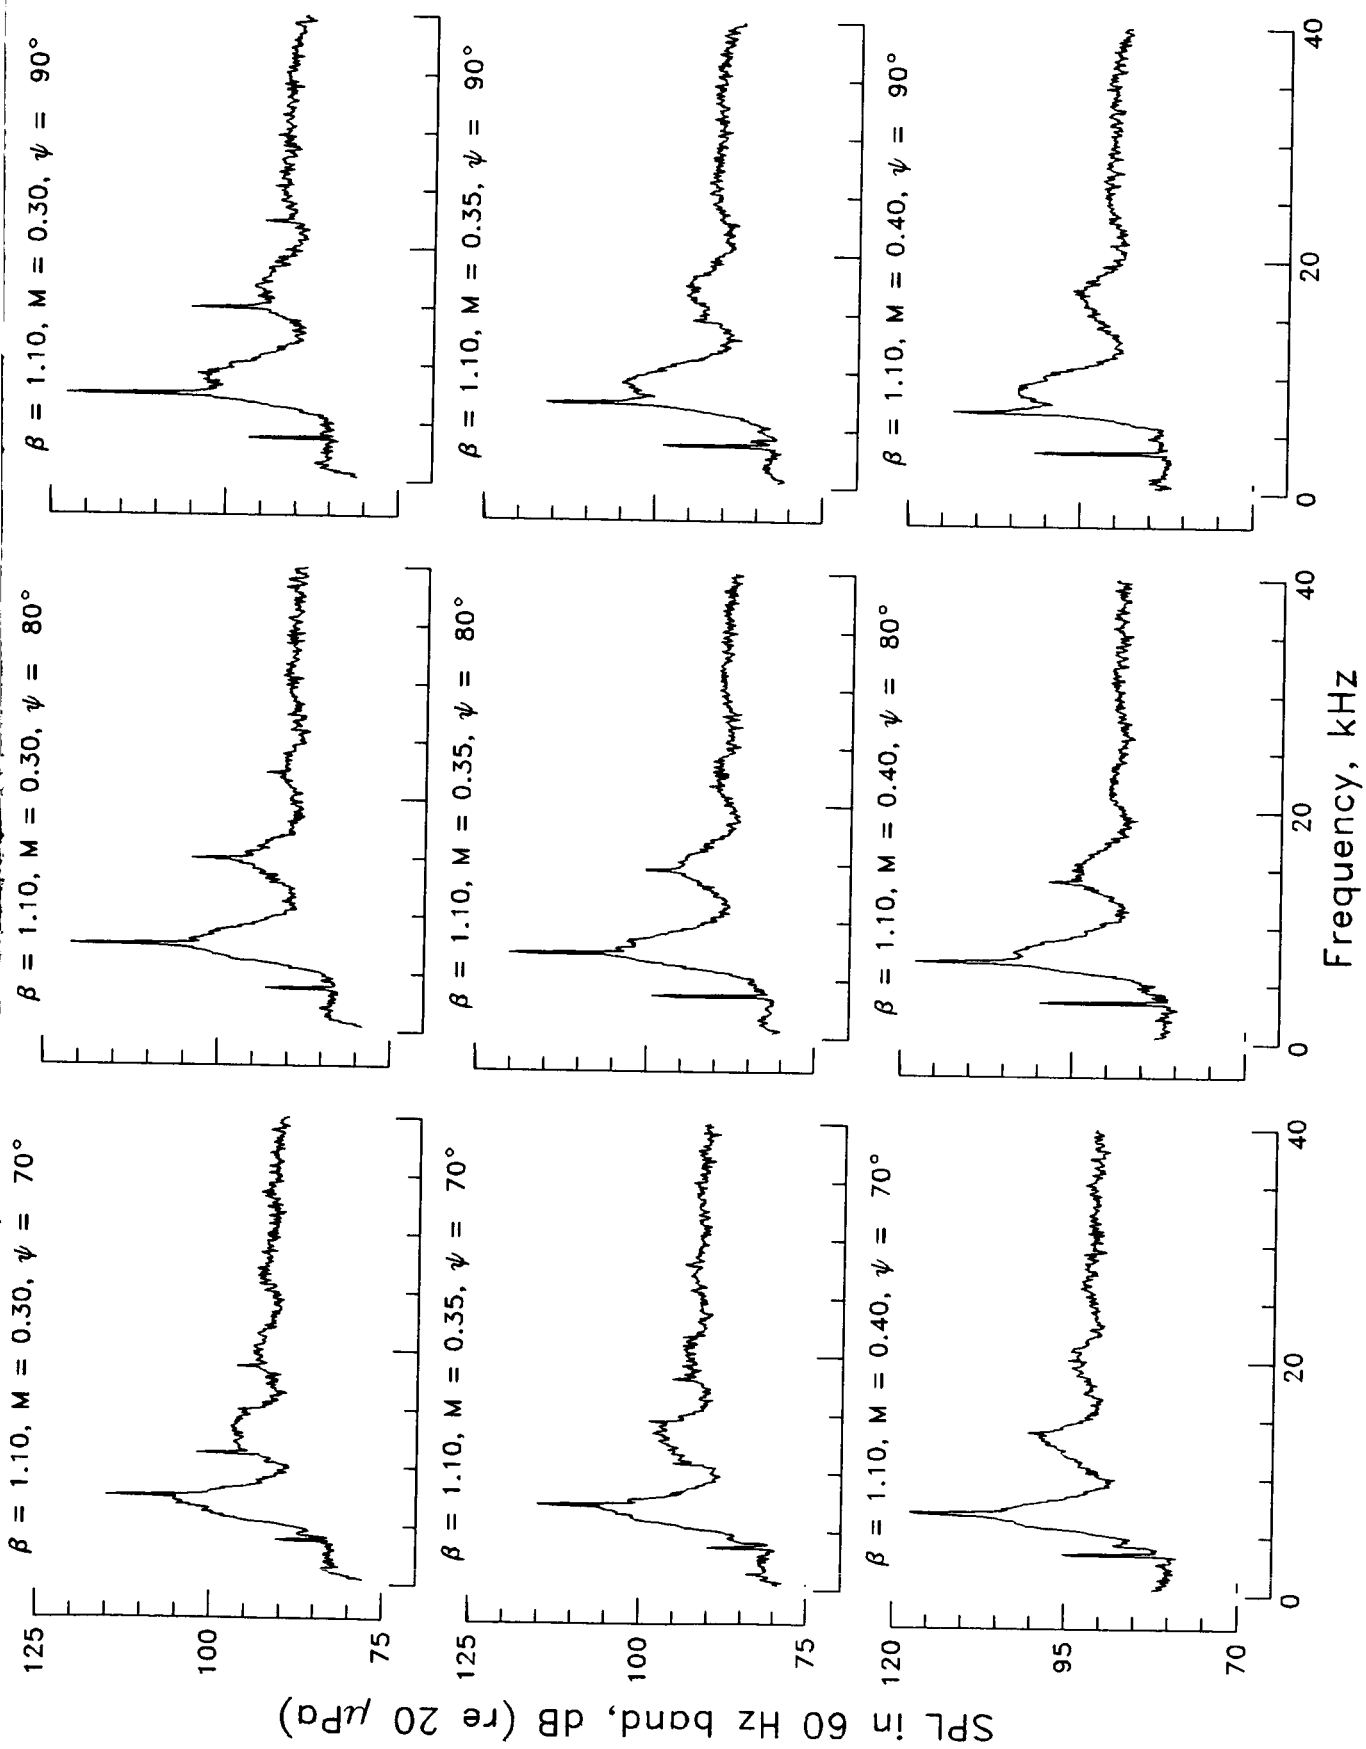 β = 1.10, M = 0.30, ψ = 70°
β = 1.10, M = 0.30, ψ = 80°
β = 1.10, M = 0.30, ψ = 90°
125
100
75
β = 1.10, M = 0.35, ψ = 70°
β = 1.10, M = 0.35, ψ = 80°
β = 1.10, M = 0.35, ψ = 90°
125
100
75
β = 1.10, M = 0.40, ψ = 70°
β = 1.10, M = 0.40, ψ = 80°
β = 1.10, M = 0.40, ψ = 90°
120
95
70
0 20 40
0 20 40
0 20 40
SPL in 60 Hz band, dB (re 20 μPa)
Frequency, kHz